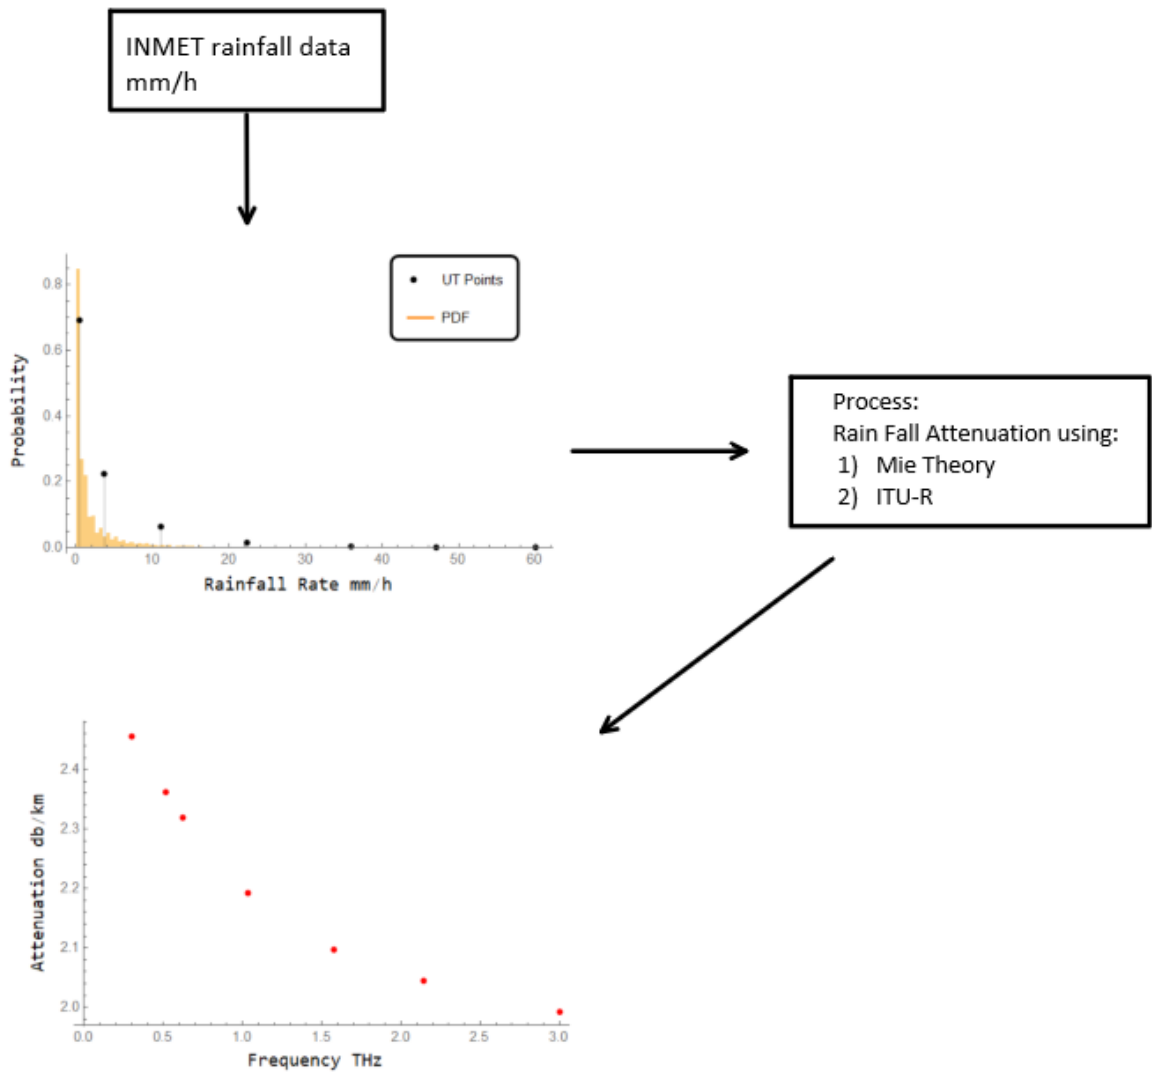 INMET rainfall data
mm/h
UT Points
PDF
Probability
0.8
0.6
0.4
0.2
0.0
0 10 20 30 40 50 60
Rainfall Rate mm/h
Process:
Rain Fall Attenuation using:
1) Mie Theory
2) ITU-R
Attenuation db/km
2.4
2.3
2.2
2.1
2.0
0.0 0.5 1.0 1.5 2.0 2.5 3.0
Frequency THz